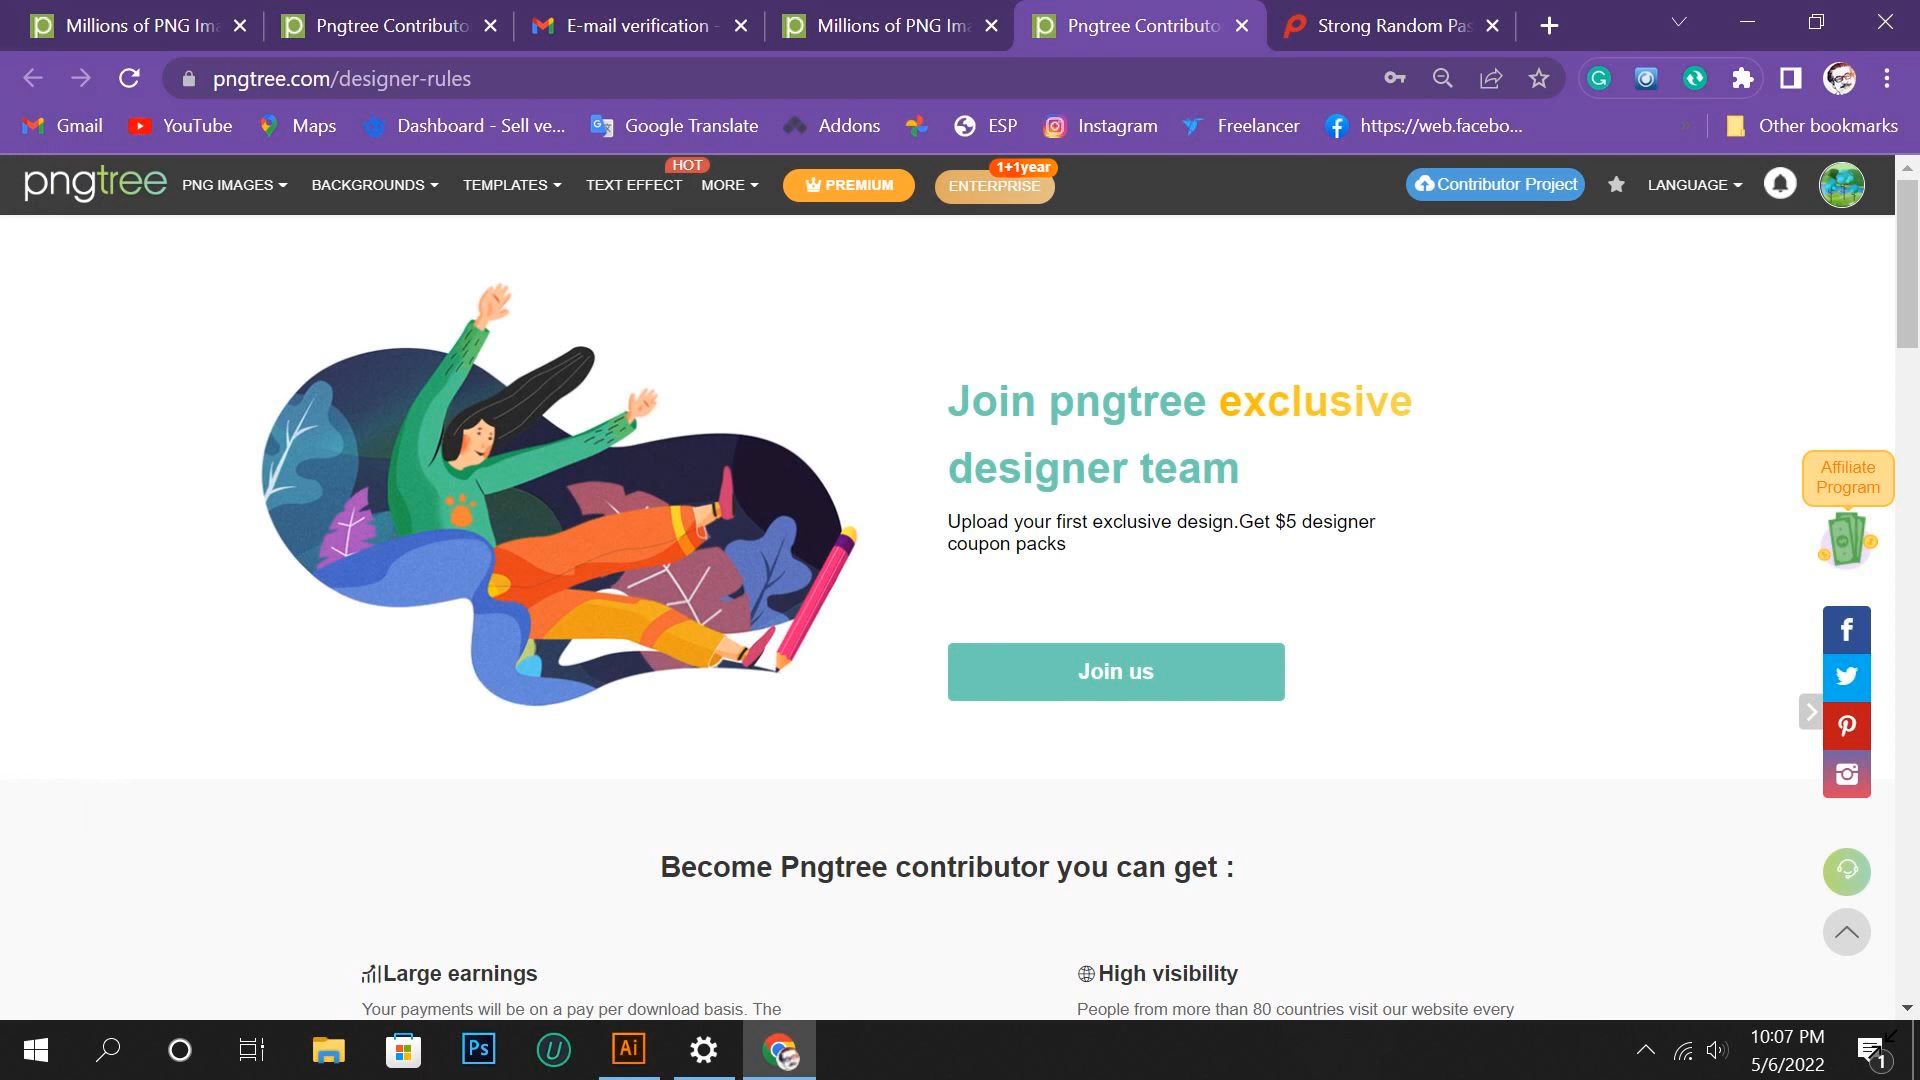 Millions of PNG Ima
Pngtree Contributo
E-mail verification -
Millions of PNG Ima
Pngtree Contributo
Strong Random Pas
pngtree.com/designer-rules
Gmail
YouTube
Maps
Dashboard - Sell ve...
Google Translate
Addons
ESP
Instagram
Freelancer
https://web.facebo...
Other bookmarks
pngtree
PNG IMAGES
BACKGROUNDS
TEMPLATES
HOT
TEXT EFFECT
MORE
PREMIUM
1+1year
ENTERPRISE
Contributor Project
LANGUAGE
Join pngtree exclusive
designer team
Upload your first exclusive design.Get $5 designer
coupon packs
Join us
Affiliate
Program
Become Pngtree contributor you can get :
Large earnings
Your payments will be on a pay per download basis. The
High visibility
People from more than 80 countries visit our website every
Ps
U
Ai
10:07 PM
5/6/2022
1